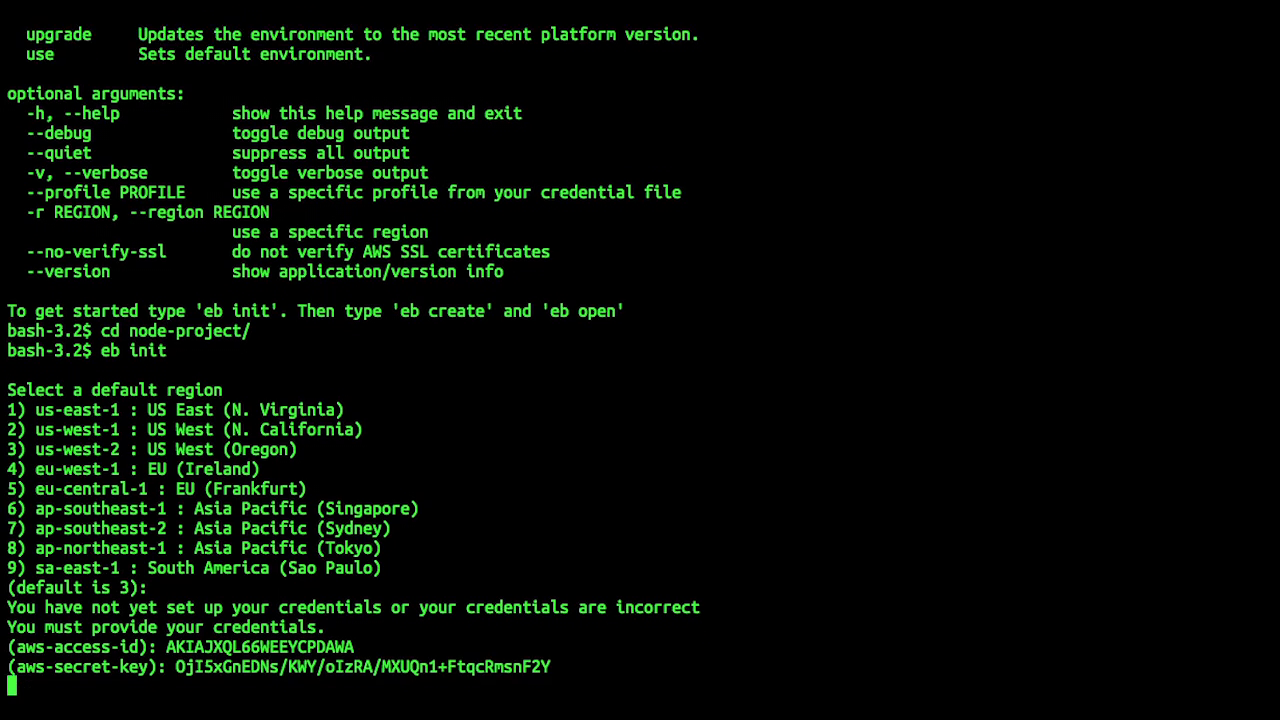 upgrade     Updates the environment to the most recent platform version.
use         Sets default environment.
optional arguments:
-h, --help            show this help message and exit
--debug               toggle debug output
--quiet               suppress all output
-v, --verbose         toggle verbose output
--profile PROFILE     use a specific profile from your credential file
-r REGION, --region REGION
use a specific region
--no-verify-ssl       do not verify AWS SSL certificates
--version             show application/version info
To get started type 'eb init'. Then type 'eb create' and 'eb open'
bash-3.2$ cd node-project/
bash-3.2$ eb init
Select a default region
1) us-east-1 : US East (N. Virginia)
2) us-west-1 : US West (N. California)
3) us-west-2 : US West (Oregon)
4) eu-west-1 : EU (Ireland)
5) eu-central-1 : EU (Frankfurt)
6) ap-southeast-1 : Asia Pacific (Singapore)
7) ap-southeast-2 : Asia Pacific (Sydney)
8) ap-northeast-1 : Asia Pacific (Tokyo)
9) sa-east-1 : South America (Sao Paulo)
(default is 3):
You have not yet set up your credentials or your credentials are incorrect
You must provide your credentials.
(aws-access-id): AKIAJXQL66WEEYCPDAWA
(aws-secret-key): OjI5xGnEDNs/KWY/oIzRA/MXUQn1+FtqcRmsnF2Y